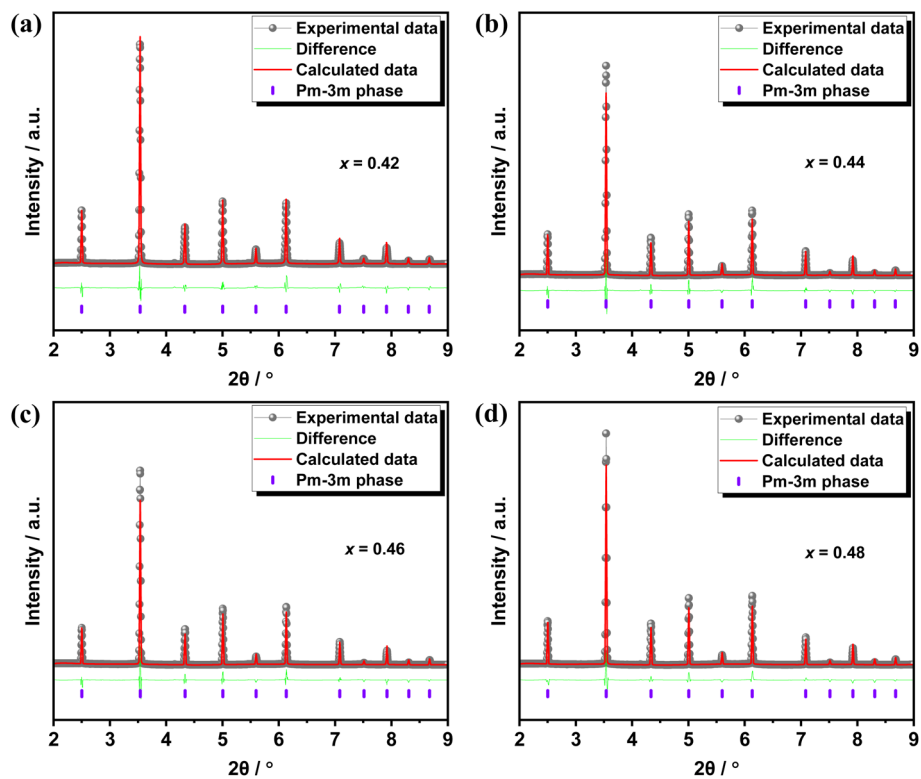 (a)
Experimental data
Difference
Calculated data
Pm-3m phase
x = 0.42
Intensity / a.u.
2 3 4 5 6 7 8 9
2θ / °
(b)
Experimental data
Difference
Calculated data
Pm-3m phase
x = 0.44
Intensity / a.u.
2 3 4 5 6 7 8 9
2θ / °
(c)
Experimental data
Difference
Calculated data
Pm-3m phase
x = 0.46
Intensity / a.u.
2 3 4 5 6 7 8 9
2θ / °
(d)
Experimental data
Difference
Calculated data
Pm-3m phase
x = 0.48
Intensity / a.u.
2 3 4 5 6 7 8 9
2θ / °